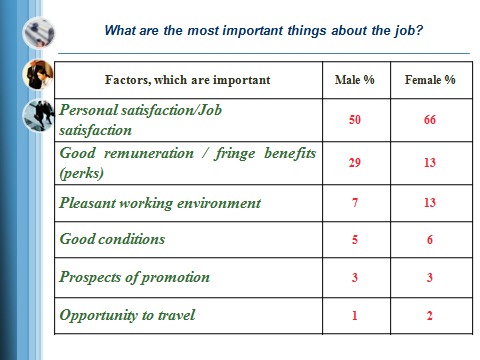 What are the most important things about the job?
Factors, which are important Male % Female %
Personal satisfaction/Job
satisfaction 50 66
Good remuneration / fringe benefits
(perks) 29 13
Pleasant working environment 7 13
Good conditions 5 6
Prospects of promotion 3 3
Opportunity to travel 1 2